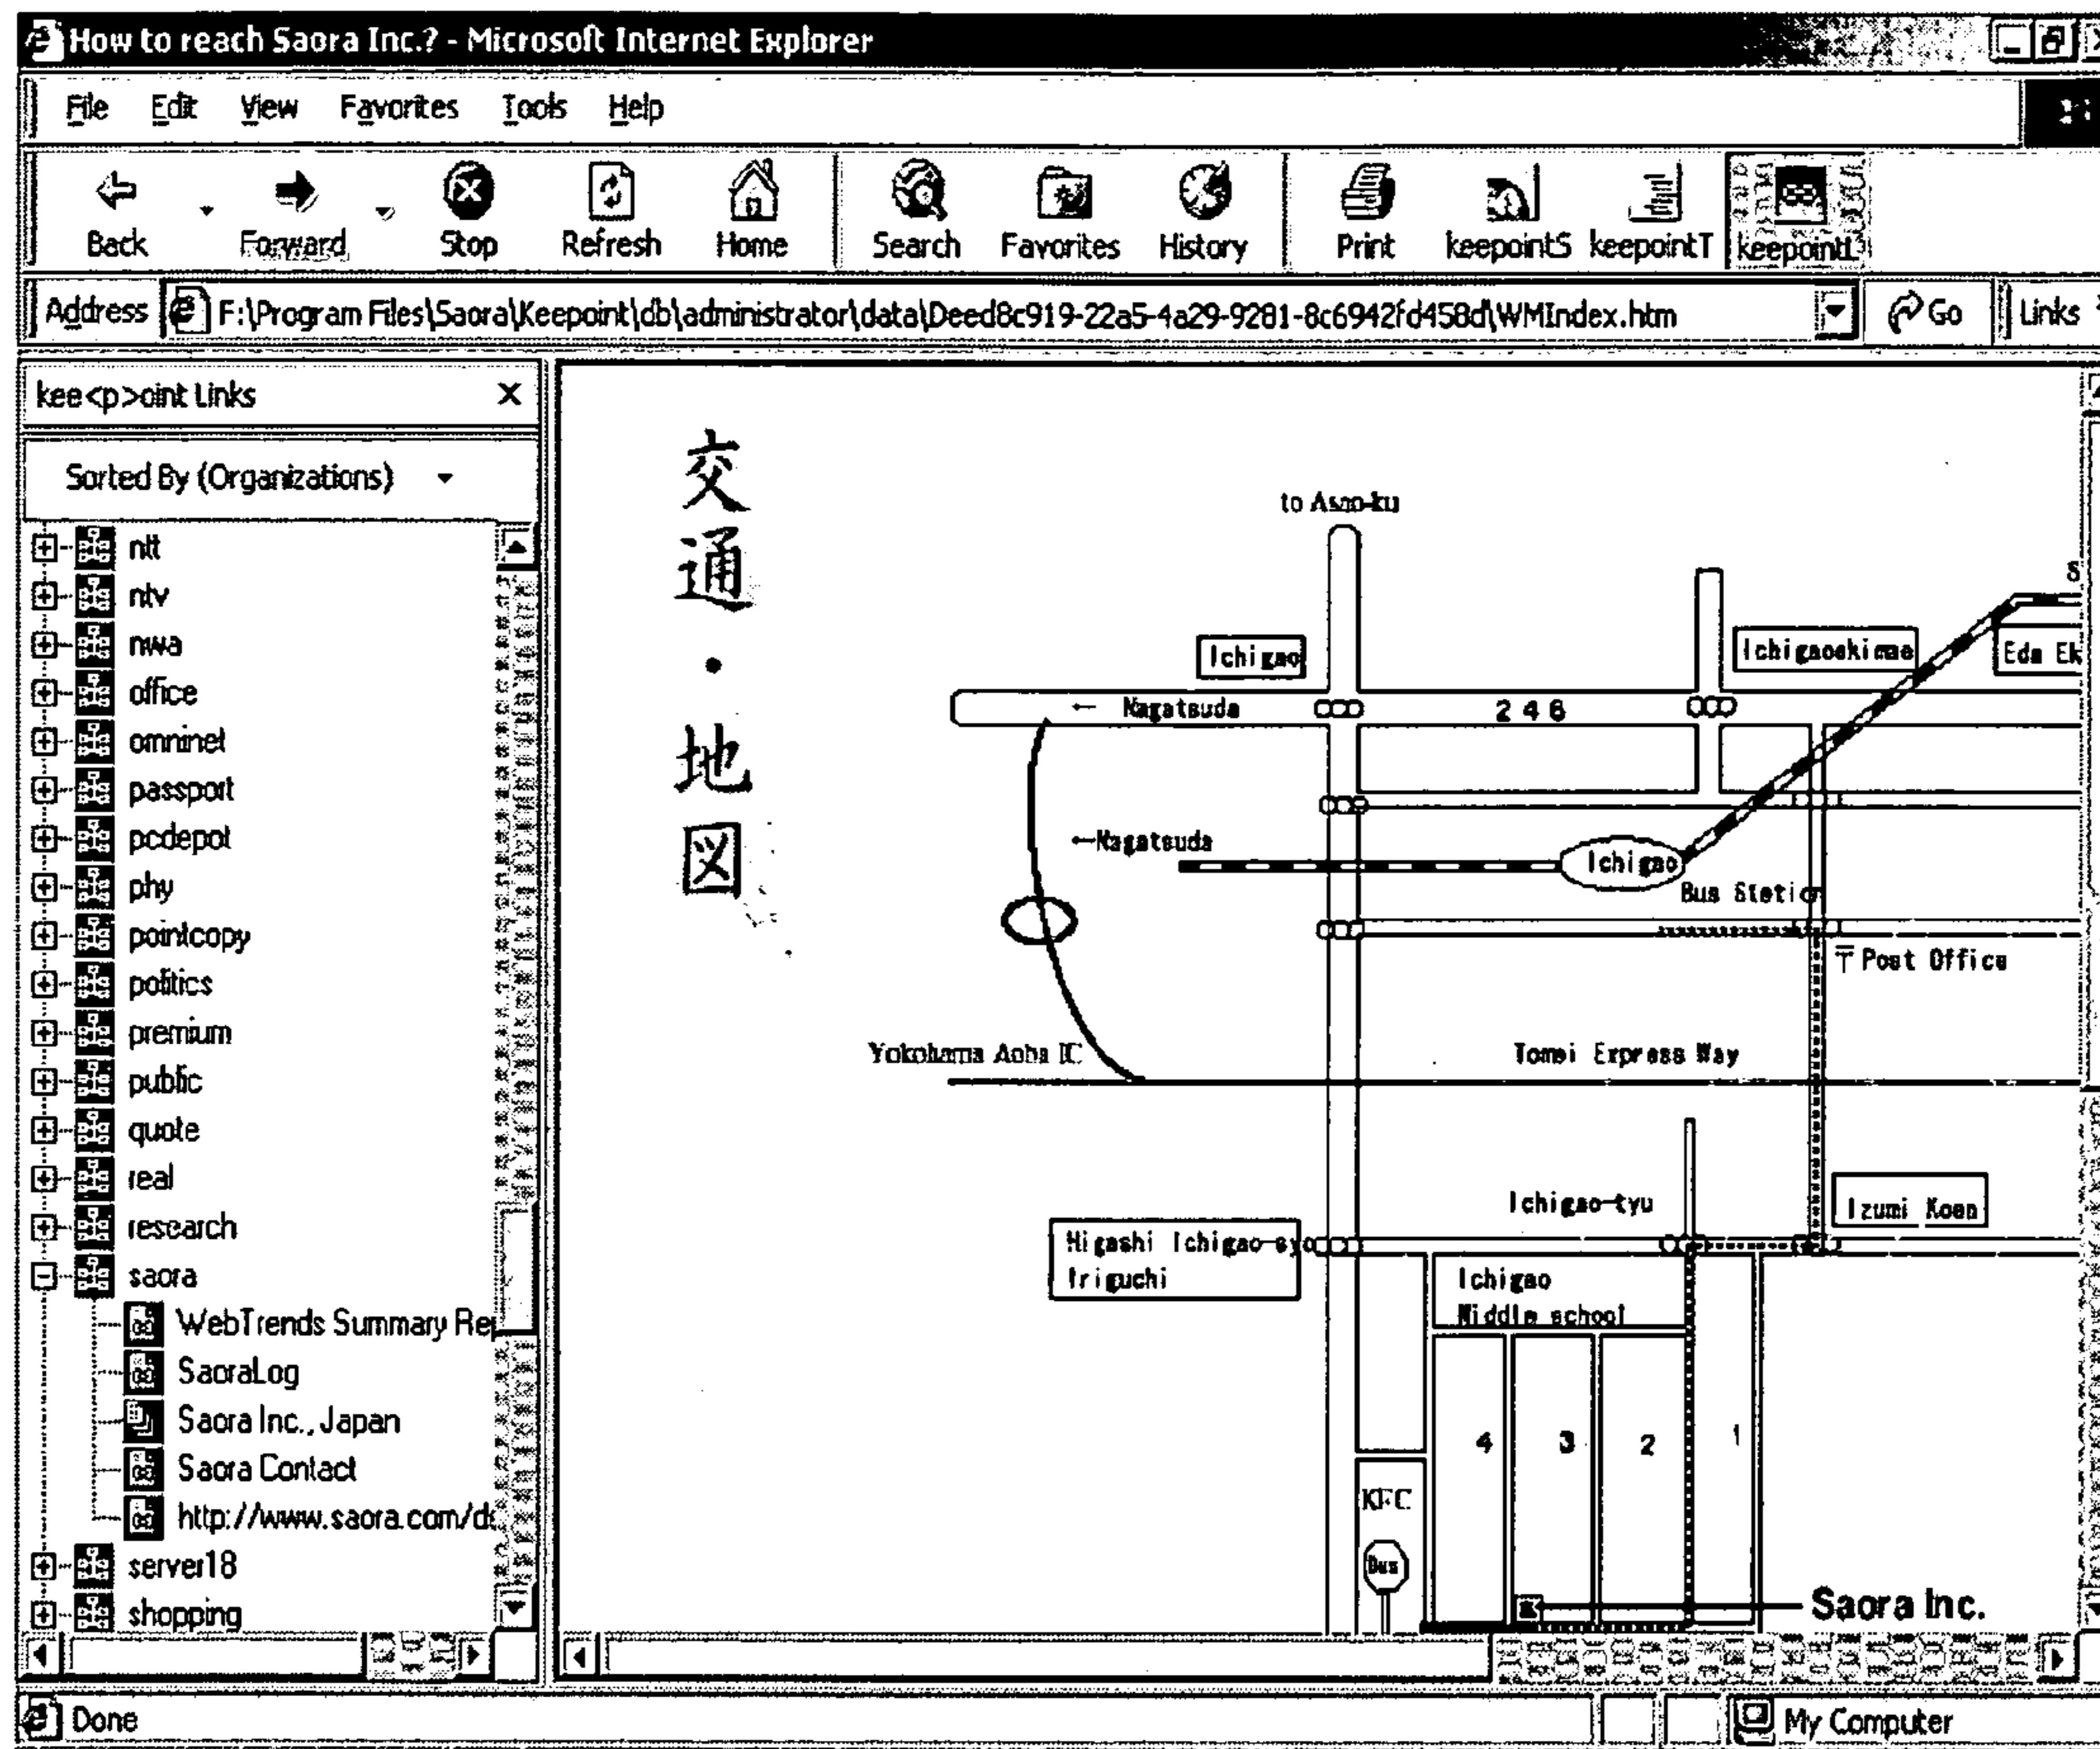 How to reach Saora Inc.? - Microsoft Internet Explorer
File Edit View Favorites Tools Help
Back Forward Stop Refresh Home Search Favorites History Print keepointS keepointT keepointL
Address F:\Program Files\Saora\Keepoint\db\administrator\data\Deed8c919-22a5-4a29-9281-8c6942fd458d\WMIndex.htm Go Links
kee<p>oint Links
Sorted By (Organizations)
ntt
ntv
nwa
office
omninet
passport
pcdepot
phy
pointcopy
politics
premium
public
quote
real
research
saora
WebTrends Summary Re
SaoraLog
Saora Inc., Japan
Saora Contact
http://www.saora.com/d
server18
shopping
交通・地図
to Asao-ku
S
Ichigao
Ichigaoekimae
Eda Ek
← Nagatsuda
246
←Nagatsuda
Ichigao
Bus Station
〒Post Office
Yokohama Aoba IC
Tomei Express Way
Ichigao-tyu
Izumi Koen
Higashi Ichigao-syo
Iriguchi
Ichigao
Middle school
4 3 2 1
KFC
Bus
Saora Inc.
Done
My Computer